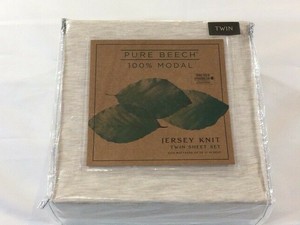 TWIN
PURE BEECH®
100% MODAL
JERSEY KNIT
TWIN SHEET SET